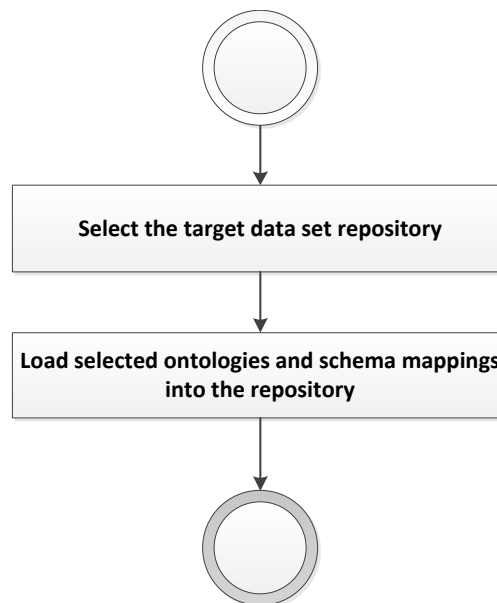 Select the target data set repository
Load selected ontologies and schema mappings
into the repository